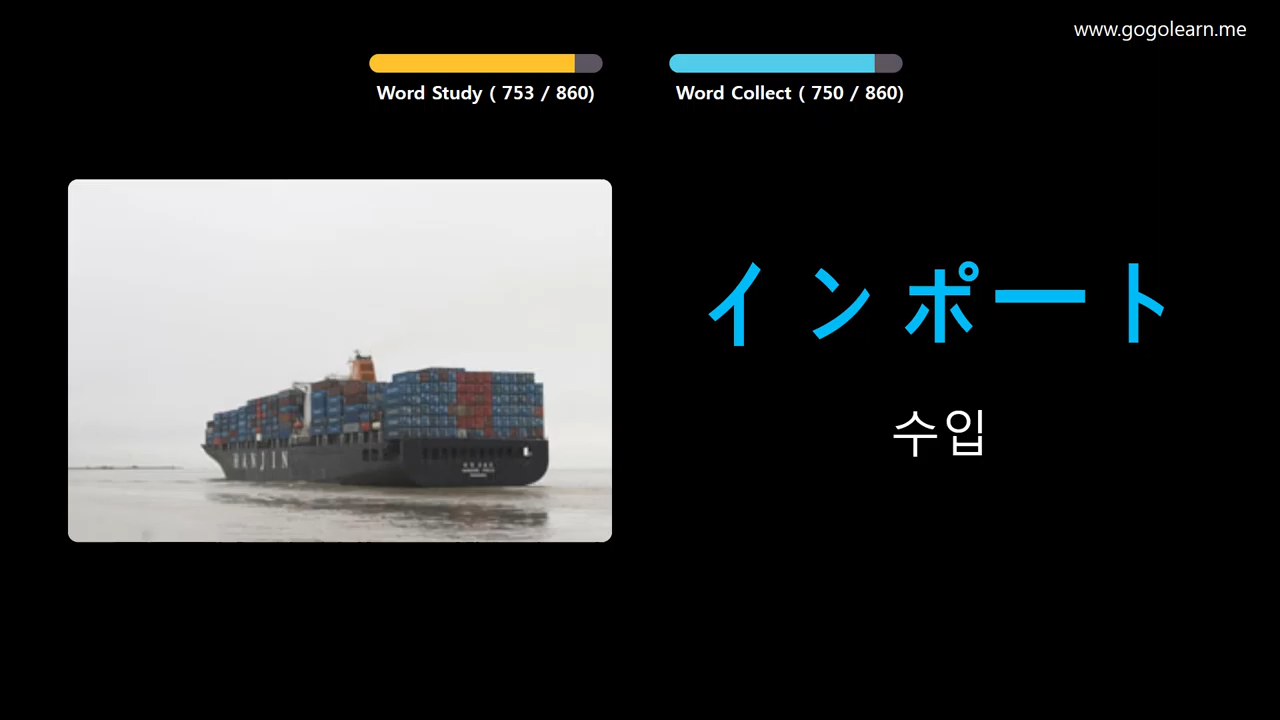 www.gogolearn.me
Word Study ( 753 / 860)
Word Collect ( 750 / 860)
インポート
수입
HANJIN